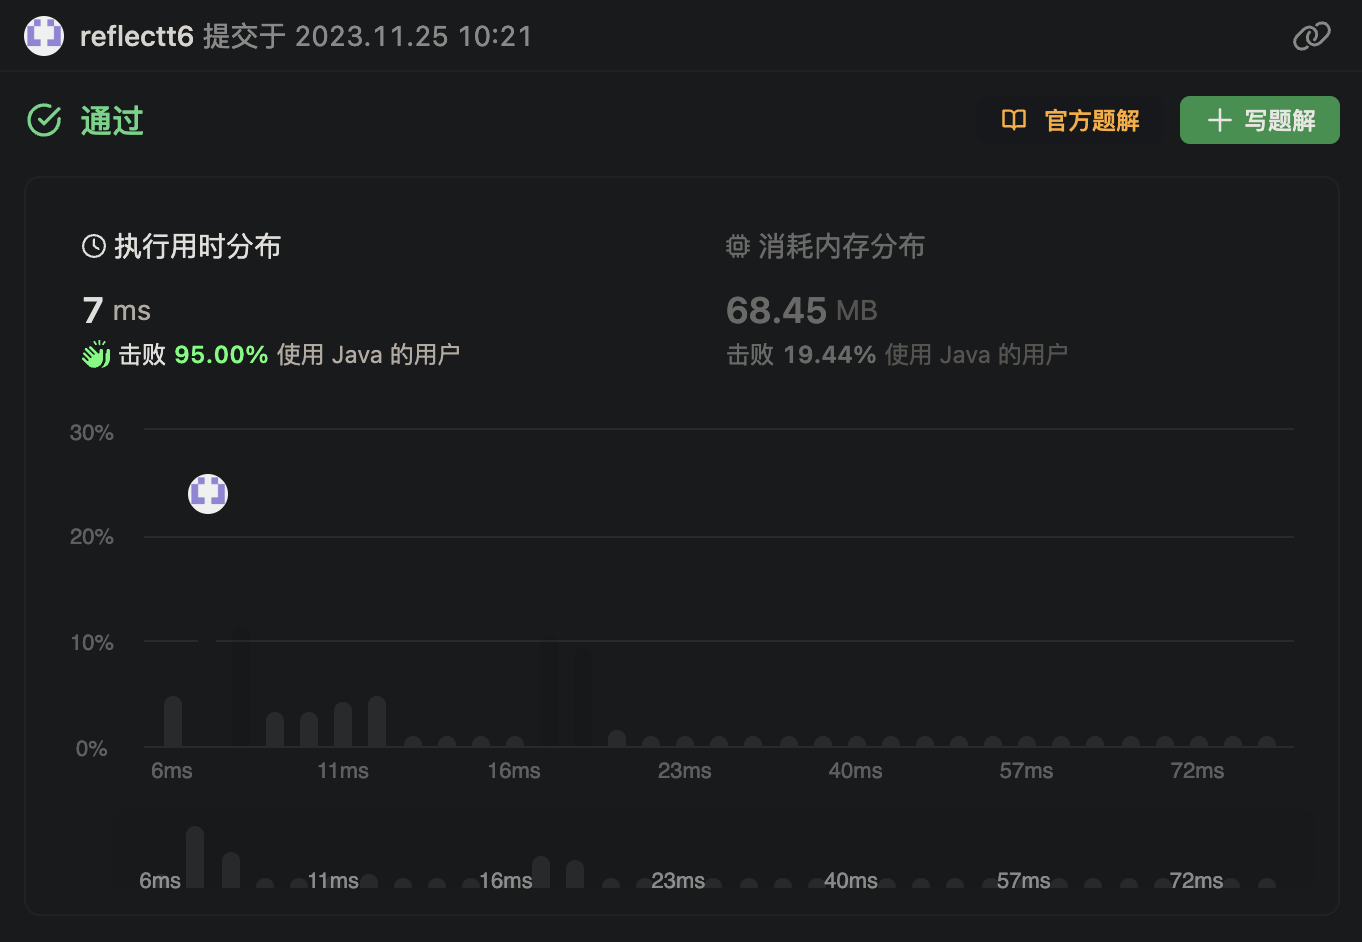 reflectt6 提交于 2023.11.25 10:21
通过
官方题解
写题解
执行用时分布
消耗内存分布
7 ms
68.45 MB
击败 95.00% 使用 Java 的用户
击败 19.44% 使用 Java 的用户
30%
20%
10%
0%
6ms 11ms 16ms 23ms 40ms 57ms 72ms
6ms 11ms 16ms 23ms 40ms 57ms 72ms